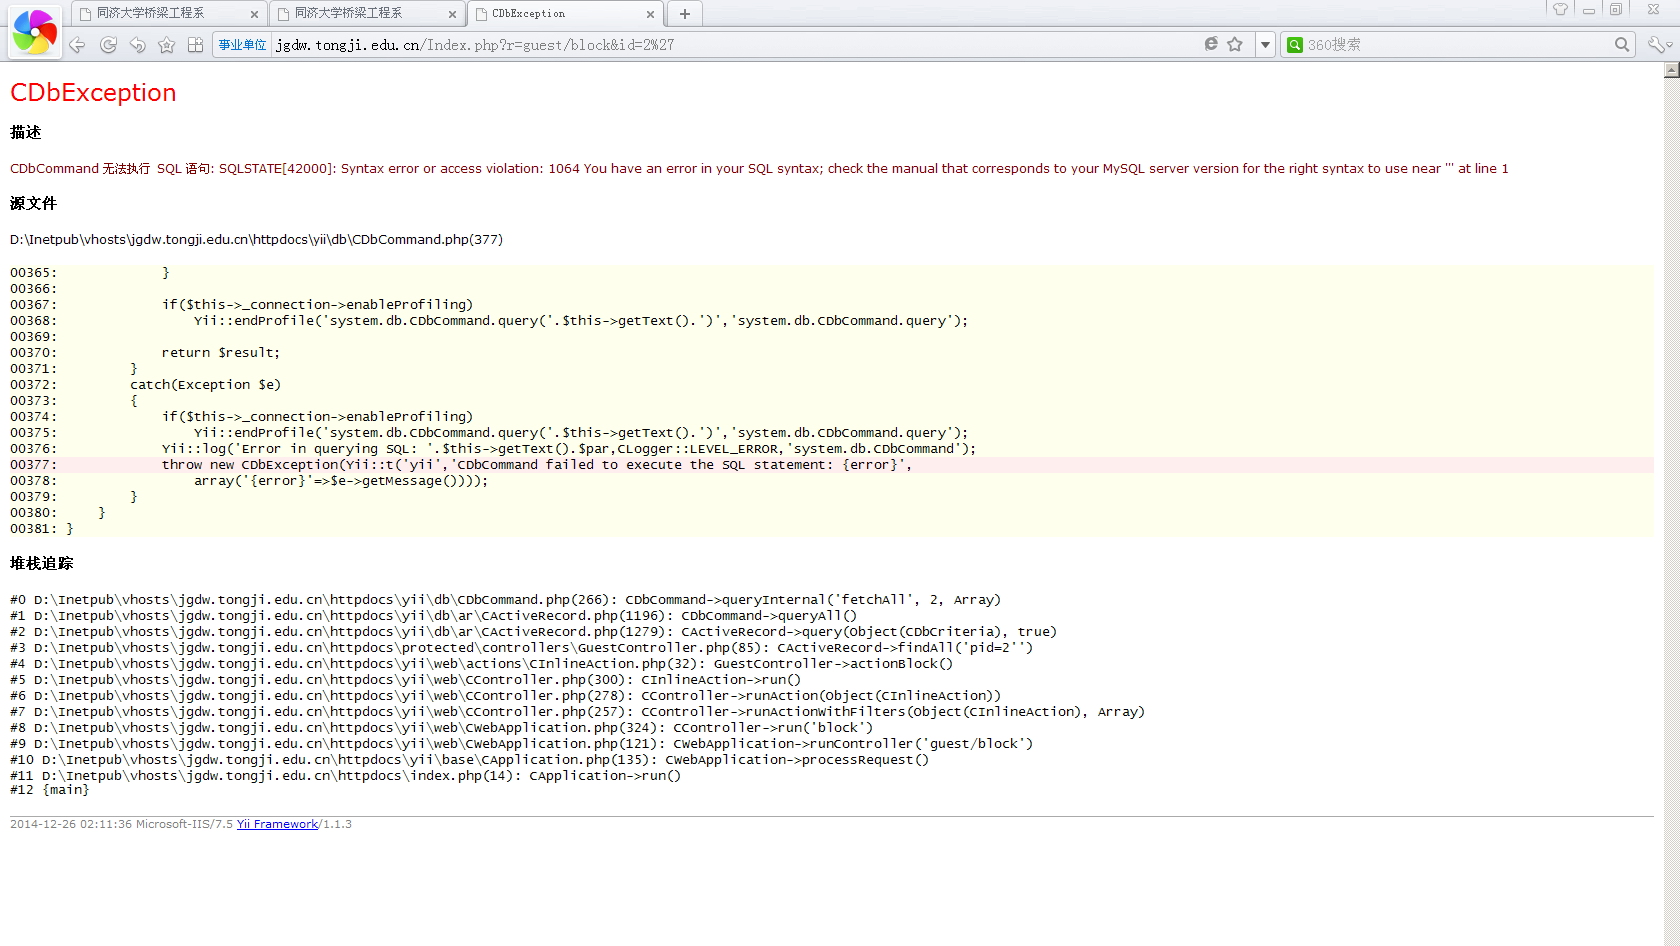 同济大学桥梁工程系
同济大学桥梁工程系
CDbException
事业单位 jgdw.tongji.edu.cn/Index.php?r=guest/block&id=2%27
360搜索
CDbException
描述
CDbCommand 无法执行 SQL 语句: SQLSTATE[42000]: Syntax error or access violation: 1064 You have an error in your SQL syntax; check the manual that corresponds to your MySQL server version for the right syntax to use near ''' at line 1
源文件
D:\Inetpub\vhosts\jgdw.tongji.edu.cn\httpdocs\yii\db\CDbCommand.php(377)
00365:             }
00366:
00367:             if($this->_connection->enableProfiling)
00368:                 Yii::endProfile('system.db.CDbCommand.query('.$this->getText().')','system.db.CDbCommand.query');
00369:
00370:             return $result;
00371:         }
00372:         catch(Exception $e)
00373:         {
00374:             if($this->_connection->enableProfiling)
00375:                 Yii::endProfile('system.db.CDbCommand.query('.$this->getText().')','system.db.CDbCommand.query');
00376:             Yii::log('Error in querying SQL: '.$this->getText().$par,CLogger::LEVEL_ERROR,'system.db.CDbCommand');
00377:             throw new CDbException(Yii::t('yii','CDbCommand failed to execute the SQL statement: {error}',
00378:                 array('{error}'=>$e->getMessage())));
00379:         }
00380:     }
00381: }
堆栈追踪
#0 D:\Inetpub\vhosts\jgdw.tongji.edu.cn\httpdocs\yii\db\CDbCommand.php(266): CDbCommand->queryInternal('fetchAll', 2, Array)
#1 D:\Inetpub\vhosts\jgdw.tongji.edu.cn\httpdocs\yii\db\ar\CActiveRecord.php(1196): CDbCommand->queryAll()
#2 D:\Inetpub\vhosts\jgdw.tongji.edu.cn\httpdocs\yii\db\ar\CActiveRecord.php(1279): CActiveRecord->query(Object(CDbCriteria), true)
#3 D:\Inetpub\vhosts\jgdw.tongji.edu.cn\httpdocs\protected\controllers\GuestController.php(85): CActiveRecord->findAll('pid=2'')
#4 D:\Inetpub\vhosts\jgdw.tongji.edu.cn\httpdocs\yii\web\actions\CInlineAction.php(32): GuestController->actionBlock()
#5 D:\Inetpub\vhosts\jgdw.tongji.edu.cn\httpdocs\yii\web\CController.php(300): CInlineAction->run()
#6 D:\Inetpub\vhosts\jgdw.tongji.edu.cn\httpdocs\yii\web\CController.php(278): CController->runAction(Object(CInlineAction))
#7 D:\Inetpub\vhosts\jgdw.tongji.edu.cn\httpdocs\yii\web\CController.php(257): CController->runActionWithFilters(Object(CInlineAction), Array)
#8 D:\Inetpub\vhosts\jgdw.tongji.edu.cn\httpdocs\yii\web\CWebApplication.php(324): CController->run('block')
#9 D:\Inetpub\vhosts\jgdw.tongji.edu.cn\httpdocs\yii\web\CWebApplication.php(121): CWebApplication->runController('guest/block')
#10 D:\Inetpub\vhosts\jgdw.tongji.edu.cn\httpdocs\yii\base\CApplication.php(135): CWebApplication->processRequest()
#11 D:\Inetpub\vhosts\jgdw.tongji.edu.cn\httpdocs\index.php(14): CApplication->run()
#12 {main}
2014-12-26 02:11:36 Microsoft-IIS/7.5 Yii Framework/1.1.3